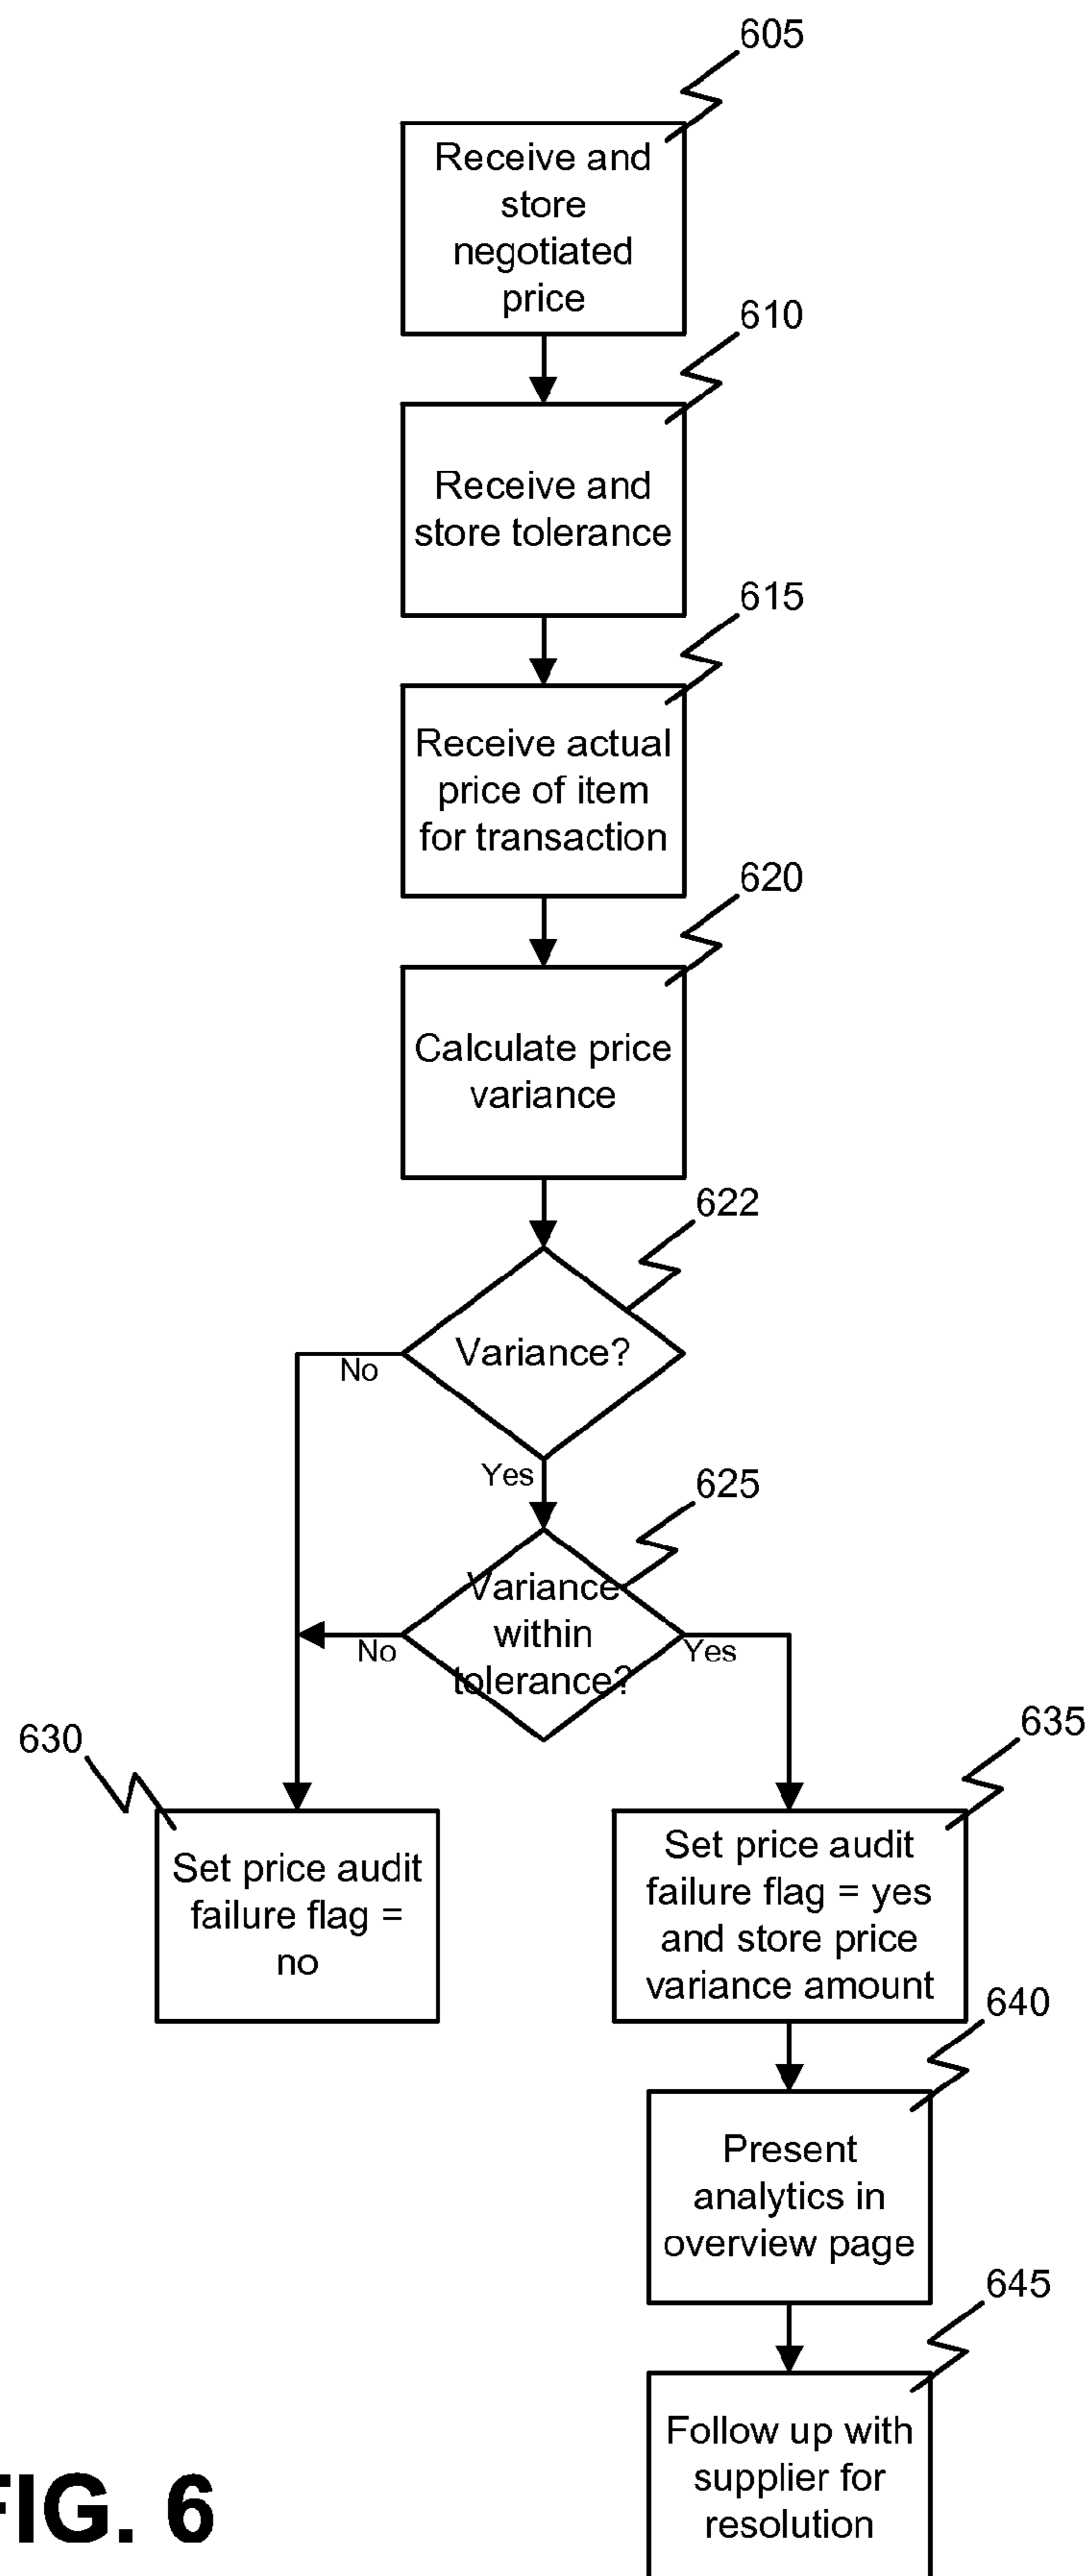 605
Receive and
store
negotiated
price
610
Receive and
store tolerance
615
Receive actual
price of item
for transaction
620
Calculate price
variance
622
Variance?
No
Yes
625
Variance
within
tolerance?
No
Yes
630
Set price audit
failure flag =
no
635
Set price audit
failure flag = yes
and store price
variance amount
640
Present
analytics in
overview page
645
Follow up with
supplier for
resolution
FIG. 6